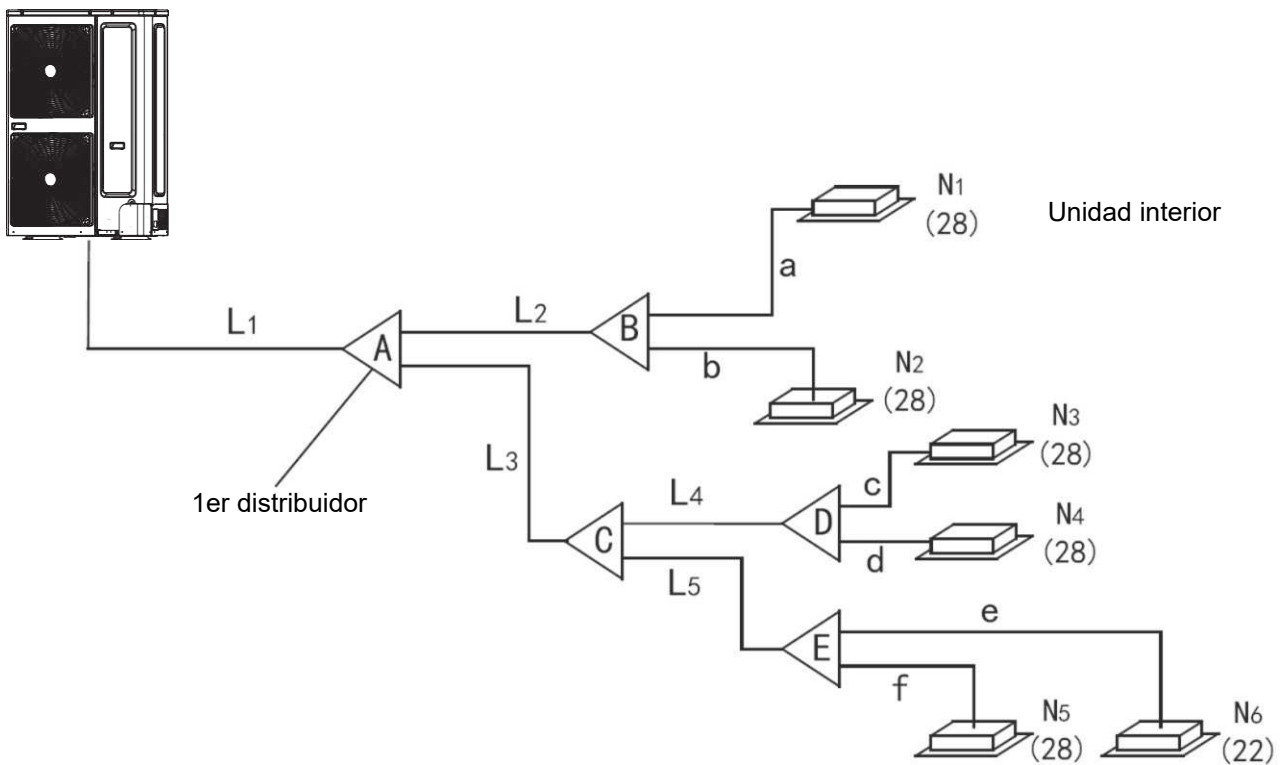 N1
(28)
Unidad interior
a
L1
L2
A
B
b
N2
(28)
N3
(28)
L3
1er distribuidor
L4
c
C
D
N4
(28)
d
L5
e
E
f
N5
(28)
N6
(22)